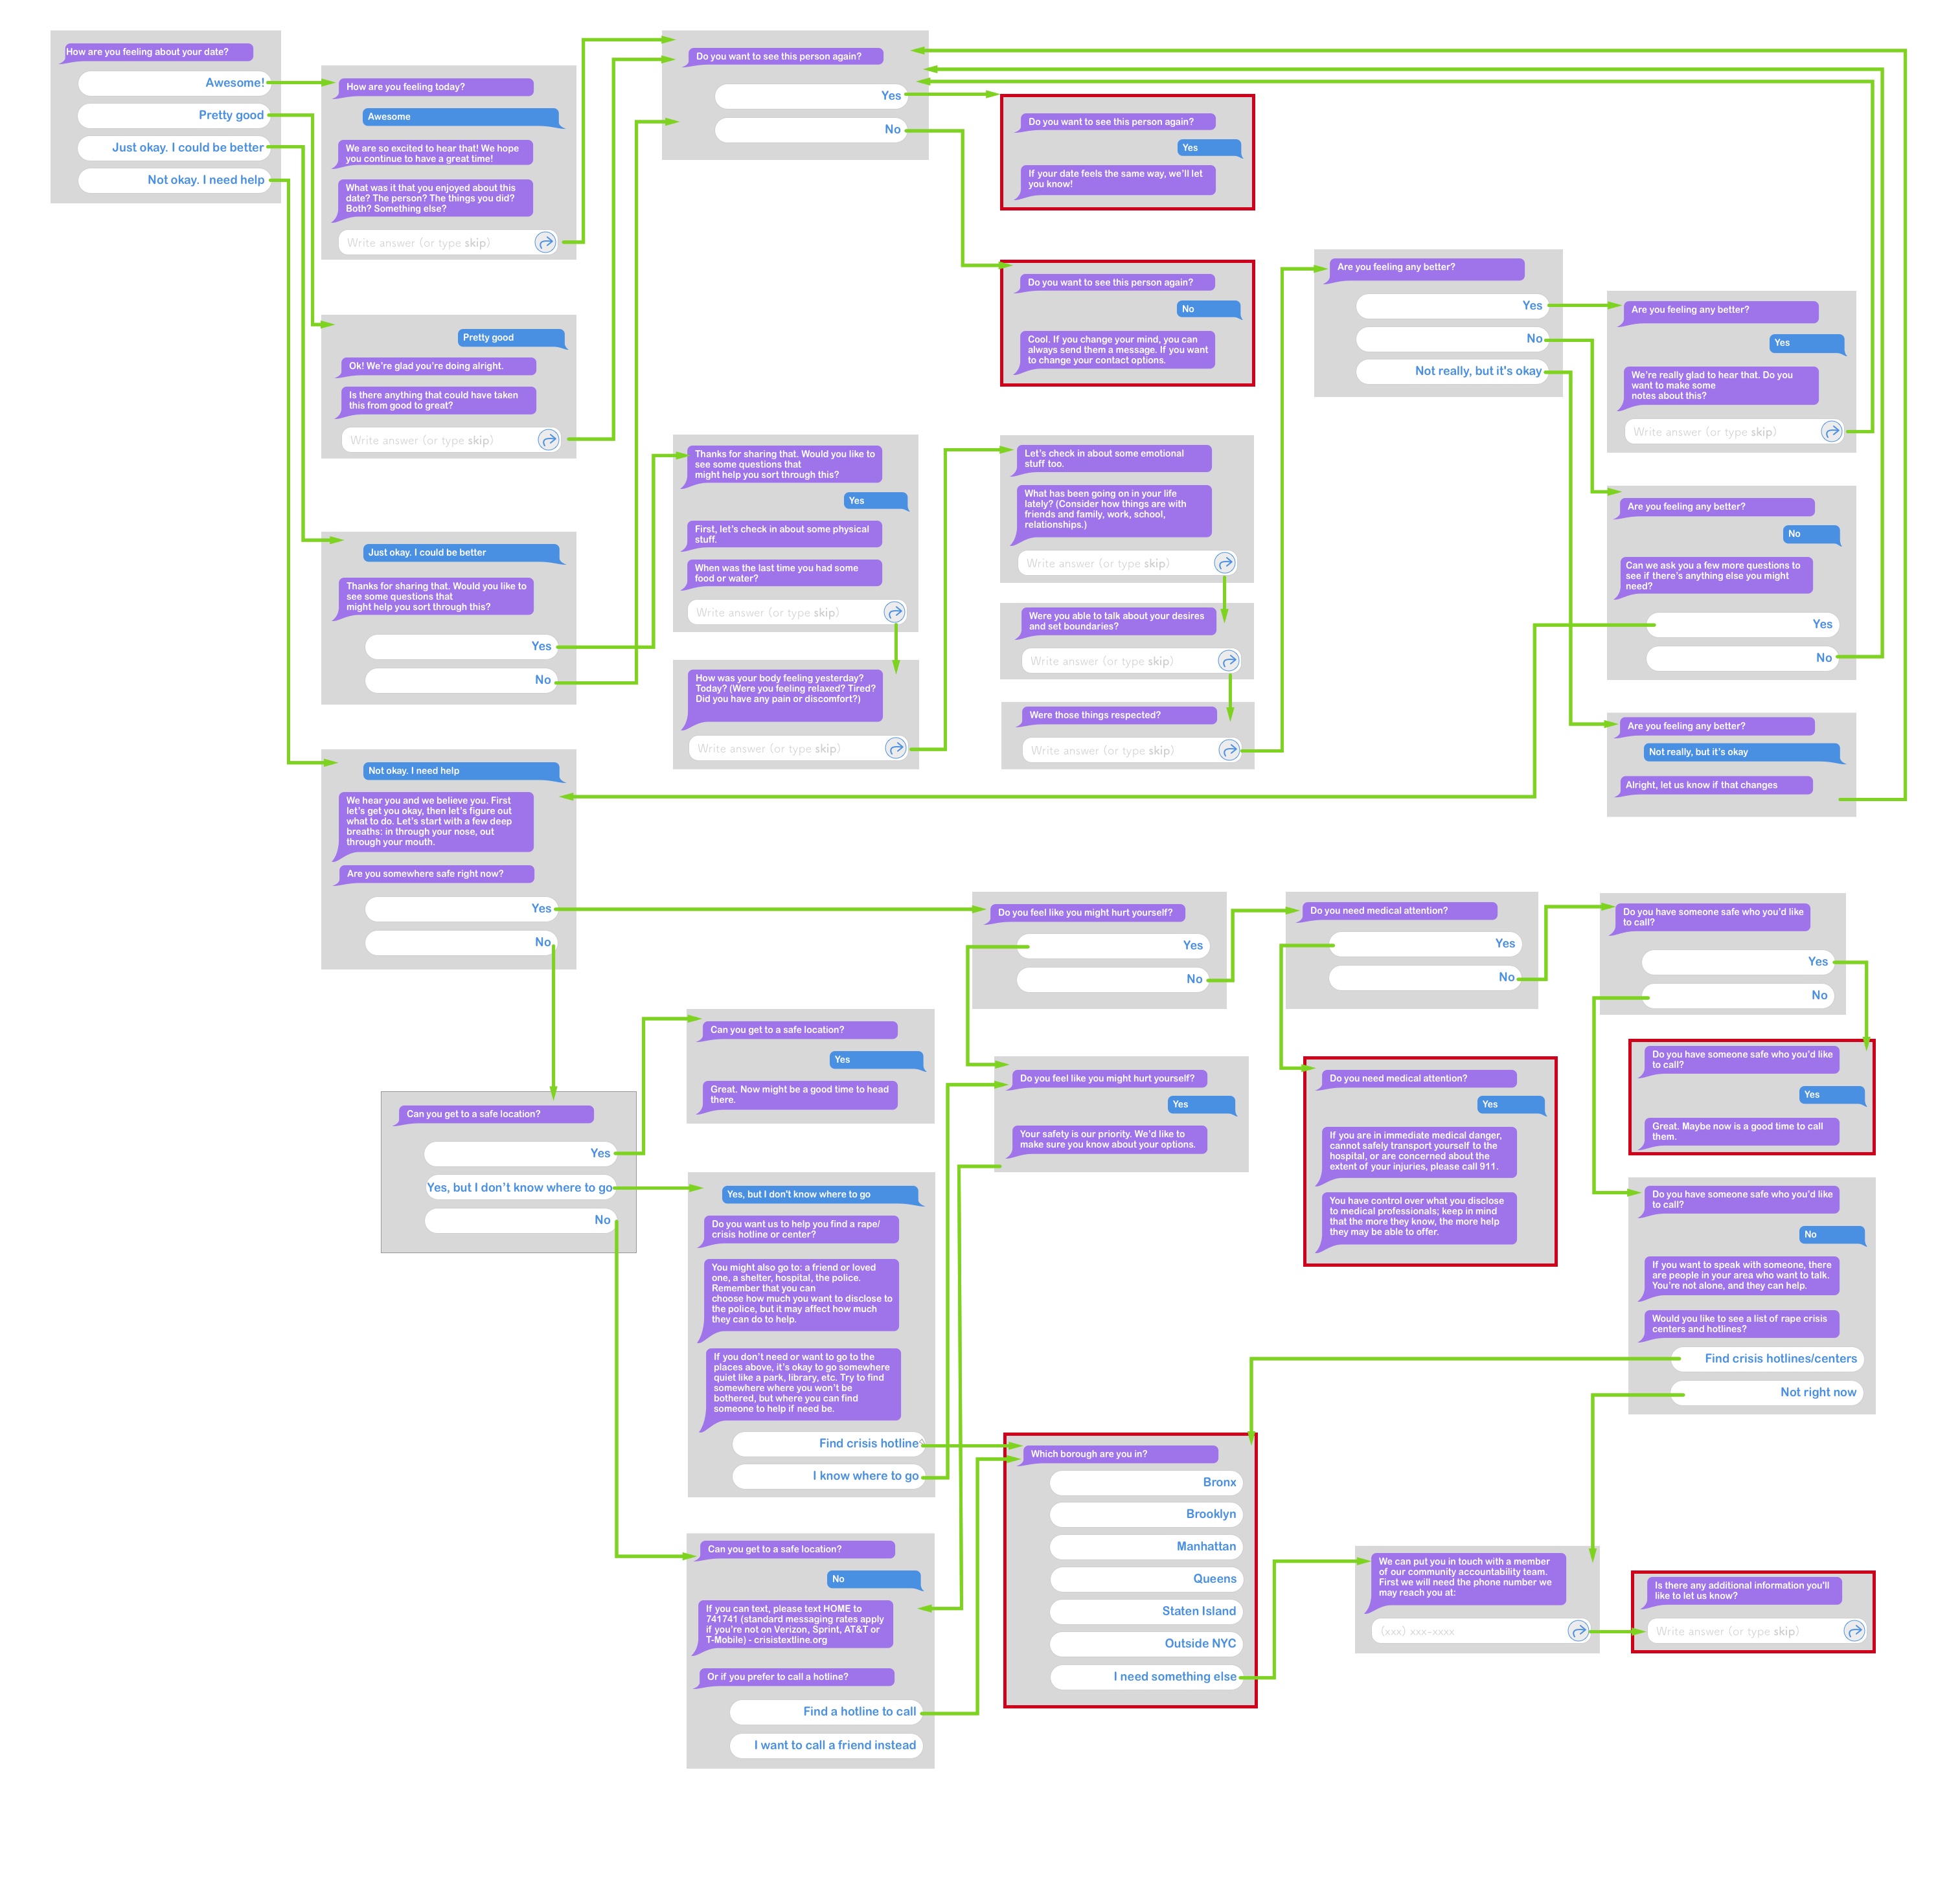 How are you feeling about your date?
Awesome!
Pretty good
Just okay. I could be better
Not okay. I need help
How are you feeling today?
Awesome
We are so excited to hear that! We hope
you continue to have a great time!
What was it that you enjoyed about this
date? The person? The things you did?
Both? Something else?
Write answer (or type skip)
Pretty good
Ok! We're glad you're doing alright.
Is there anything that could have taken
this from good to great?
Write answer (or type skip)
Just okay. I could be better
Thanks for sharing that. Would you like to
see some questions that
might help you sort through this?
Yes
No
Not okay. I need help
We hear you and we believe you. First
let's get you okay, then let's figure out
what to do. Let's start with a few deep
breaths: in through your nose, out
through your mouth.
Are you somewhere safe right now?
Yes
No
Do you want to see this person again?
Yes
No
Do you want to see this person again?
Yes
If your date feels the same way, we'll let
you know!
Do you want to see this person again?
No
Cool. If you change your mind, you can
always send them a message. If you want
to change your contact options.
Thanks for sharing that. Would you like to
see some questions that
might help you sort through this?
Yes
First, let's check in about some physical
stuff.
When was the last time you had some
food or water?
Write answer (or type skip)
How was your body feeling yesterday?
Today? (Were you feeling relaxed? Tired?
Did you have any pain or discomfort?)
Write answer (or type skip)
Let's check in about some emotional
stuff too.
What has been going on in your life
lately? (Consider how things are with
friends and family, work, school,
relationships.)
Write answer (or type skip)
Were you able to talk about your desires
and set boundaries?
Write answer (or type skip)
Were those things respected?
Write answer (or type skip)
Are you feeling any better?
Yes
No
Not really, but it's okay
Are you feeling any better?
Yes
We're really glad to hear that. Do you
want to make some
notes about this?
Write answer (or type skip)
Are you feeling any better?
No
Can we ask you a few more questions to
see if there's anything else you might
need?
Yes
No
Are you feeling any better?
Not really, but it's okay
Alright, let us know if that changes
Do you feel like you might hurt yourself?
Yes
No
Do you need medical attention?
Yes
No
Do you have someone safe who you'd like
to call?
Yes
No
Can you get to a safe location?
Yes
Yes, but I don't know where to go
No
Can you get to a safe location?
Yes
Great. Now might be a good time to head
there.
Do you feel like you might hurt yourself?
Yes
Your safety is our priority. We'd like to
make sure you know about your options.
Do you need medical attention?
Yes
If you are in immediate medical danger,
cannot safely transport yourself to the
hospital, or are concerned about the
extent of your injuries, please call 911.
You have control over what you disclose
to medical professionals; keep in mind
that the more they know, the more help
they may be able to offer.
Do you have someone safe who you'd like
to call?
Yes
Great. Maybe now is a good time to call
them.
Do you have someone safe who you'd like
to call?
No
If you want to speak with someone, there
are people in your area who want to talk.
You're not alone, and they can help.
Would you like to see a list of rape crisis
centers and hotlines?
Find crisis hotlines/centers
Not right now
Yes, but I don't know where to go
Do you want us to help you find a rape/
crisis hotline or center?
You might also go to: a friend or loved
one, a shelter, hospital, the police.
Remember that you can
choose how much you want to disclose to
the police, but it may affect how much
they can do to help.
If you don't need or want to go to the
places above, it's okay to go somewhere
quiet like a park, library, etc. Try to find
somewhere where you won't be
bothered, but where you can find
someone to help if need be.
Find crisis hotline
I know where to go
Can you get to a safe location?
No
If you can text, please text HOME to
741741 (standard messaging rates apply
if you're not on Verizon, Sprint, AT&T or
T-Mobile) - crisistextline.org
Or if you prefer to call a hotline?
Find a hotline to call
I want to call a friend instead
Which borough are you in?
Bronx
Brooklyn
Manhattan
Queens
Staten Island
Outside NYC
I need something else
We can put you in touch with a member
of our community accountability team.
First we will need the phone number we
may reach you at:
(xxx) xxx-xxxx
Is there any additional information you'll
like to let us know?
Write answer (or type skip)